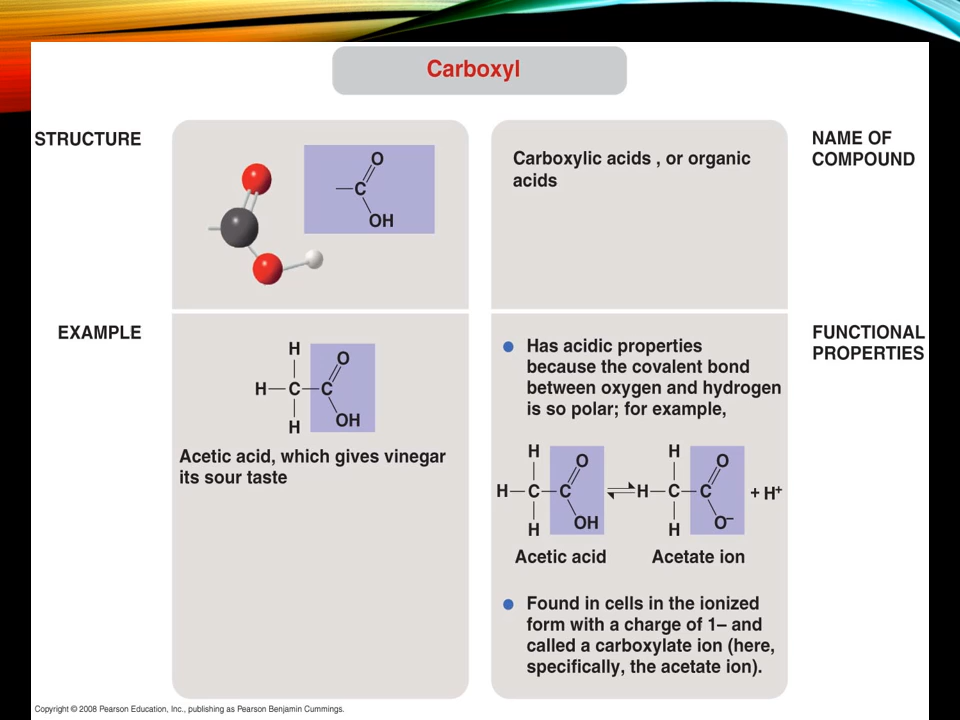 Carboxyl
STRUCTURE
O
C
OH
Carboxylic acids , or organic
acids
NAME OF
COMPOUND
EXAMPLE
H
O
H C C
OH
H
Acetic acid, which gives vinegar
its sour taste
Has acidic properties
because the covalent bond
between oxygen and hydrogen
is so polar; for example,
FUNCTIONAL
PROPERTIES
H H
O O
H C C H C C + H+
OH O–
H H
Acetic acid Acetate ion
Found in cells in the ionized
form with a charge of 1– and
called a carboxylate ion (here,
specifically, the acetate ion).
Copyright © 2008 Pearson Education, Inc., publishing as Pearson Benjamin Cummings.